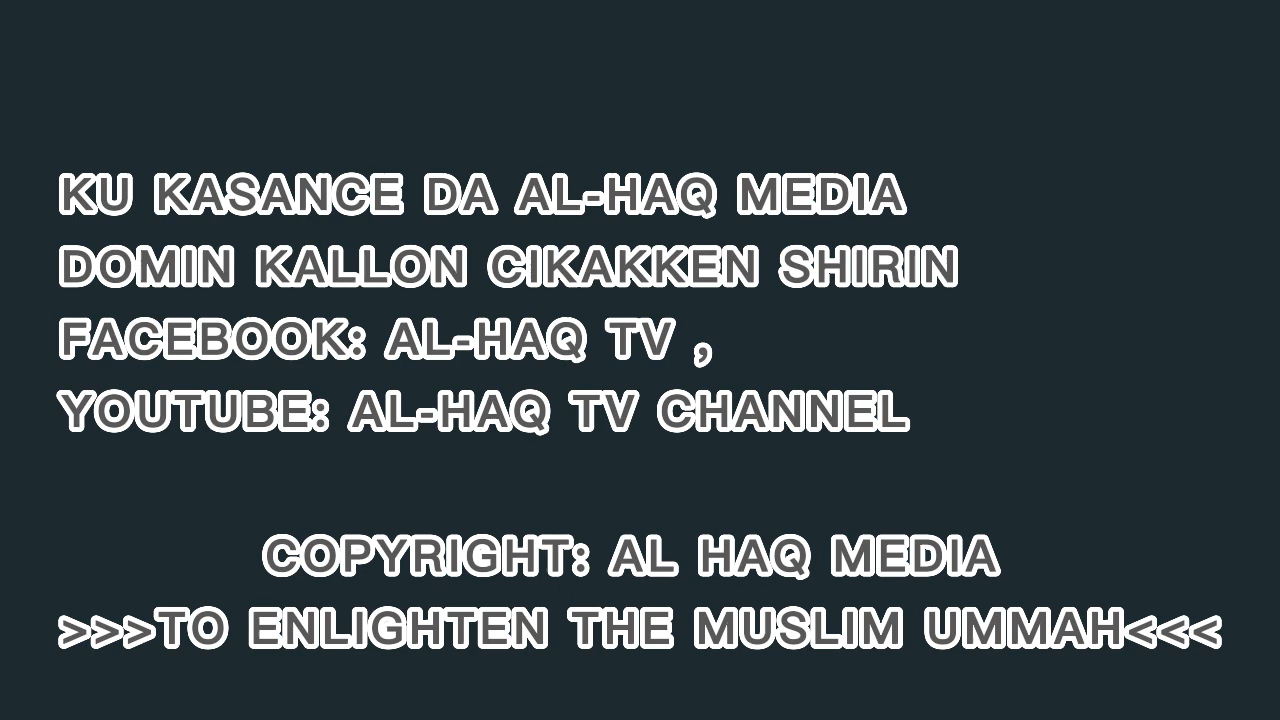 KU KASANCE DA AL-HAQ MEDIA
DOMIN KALLON CIKAKKEN SHIRIN
FACEBOOK: AL-HAQ TV ,
YOUTUBE: AL-HAQ TV CHANNEL
COPYRIGHT: AL HAQ MEDIA
>>>TO ENLIGHTEN THE MUSLIM UMMAH<<<